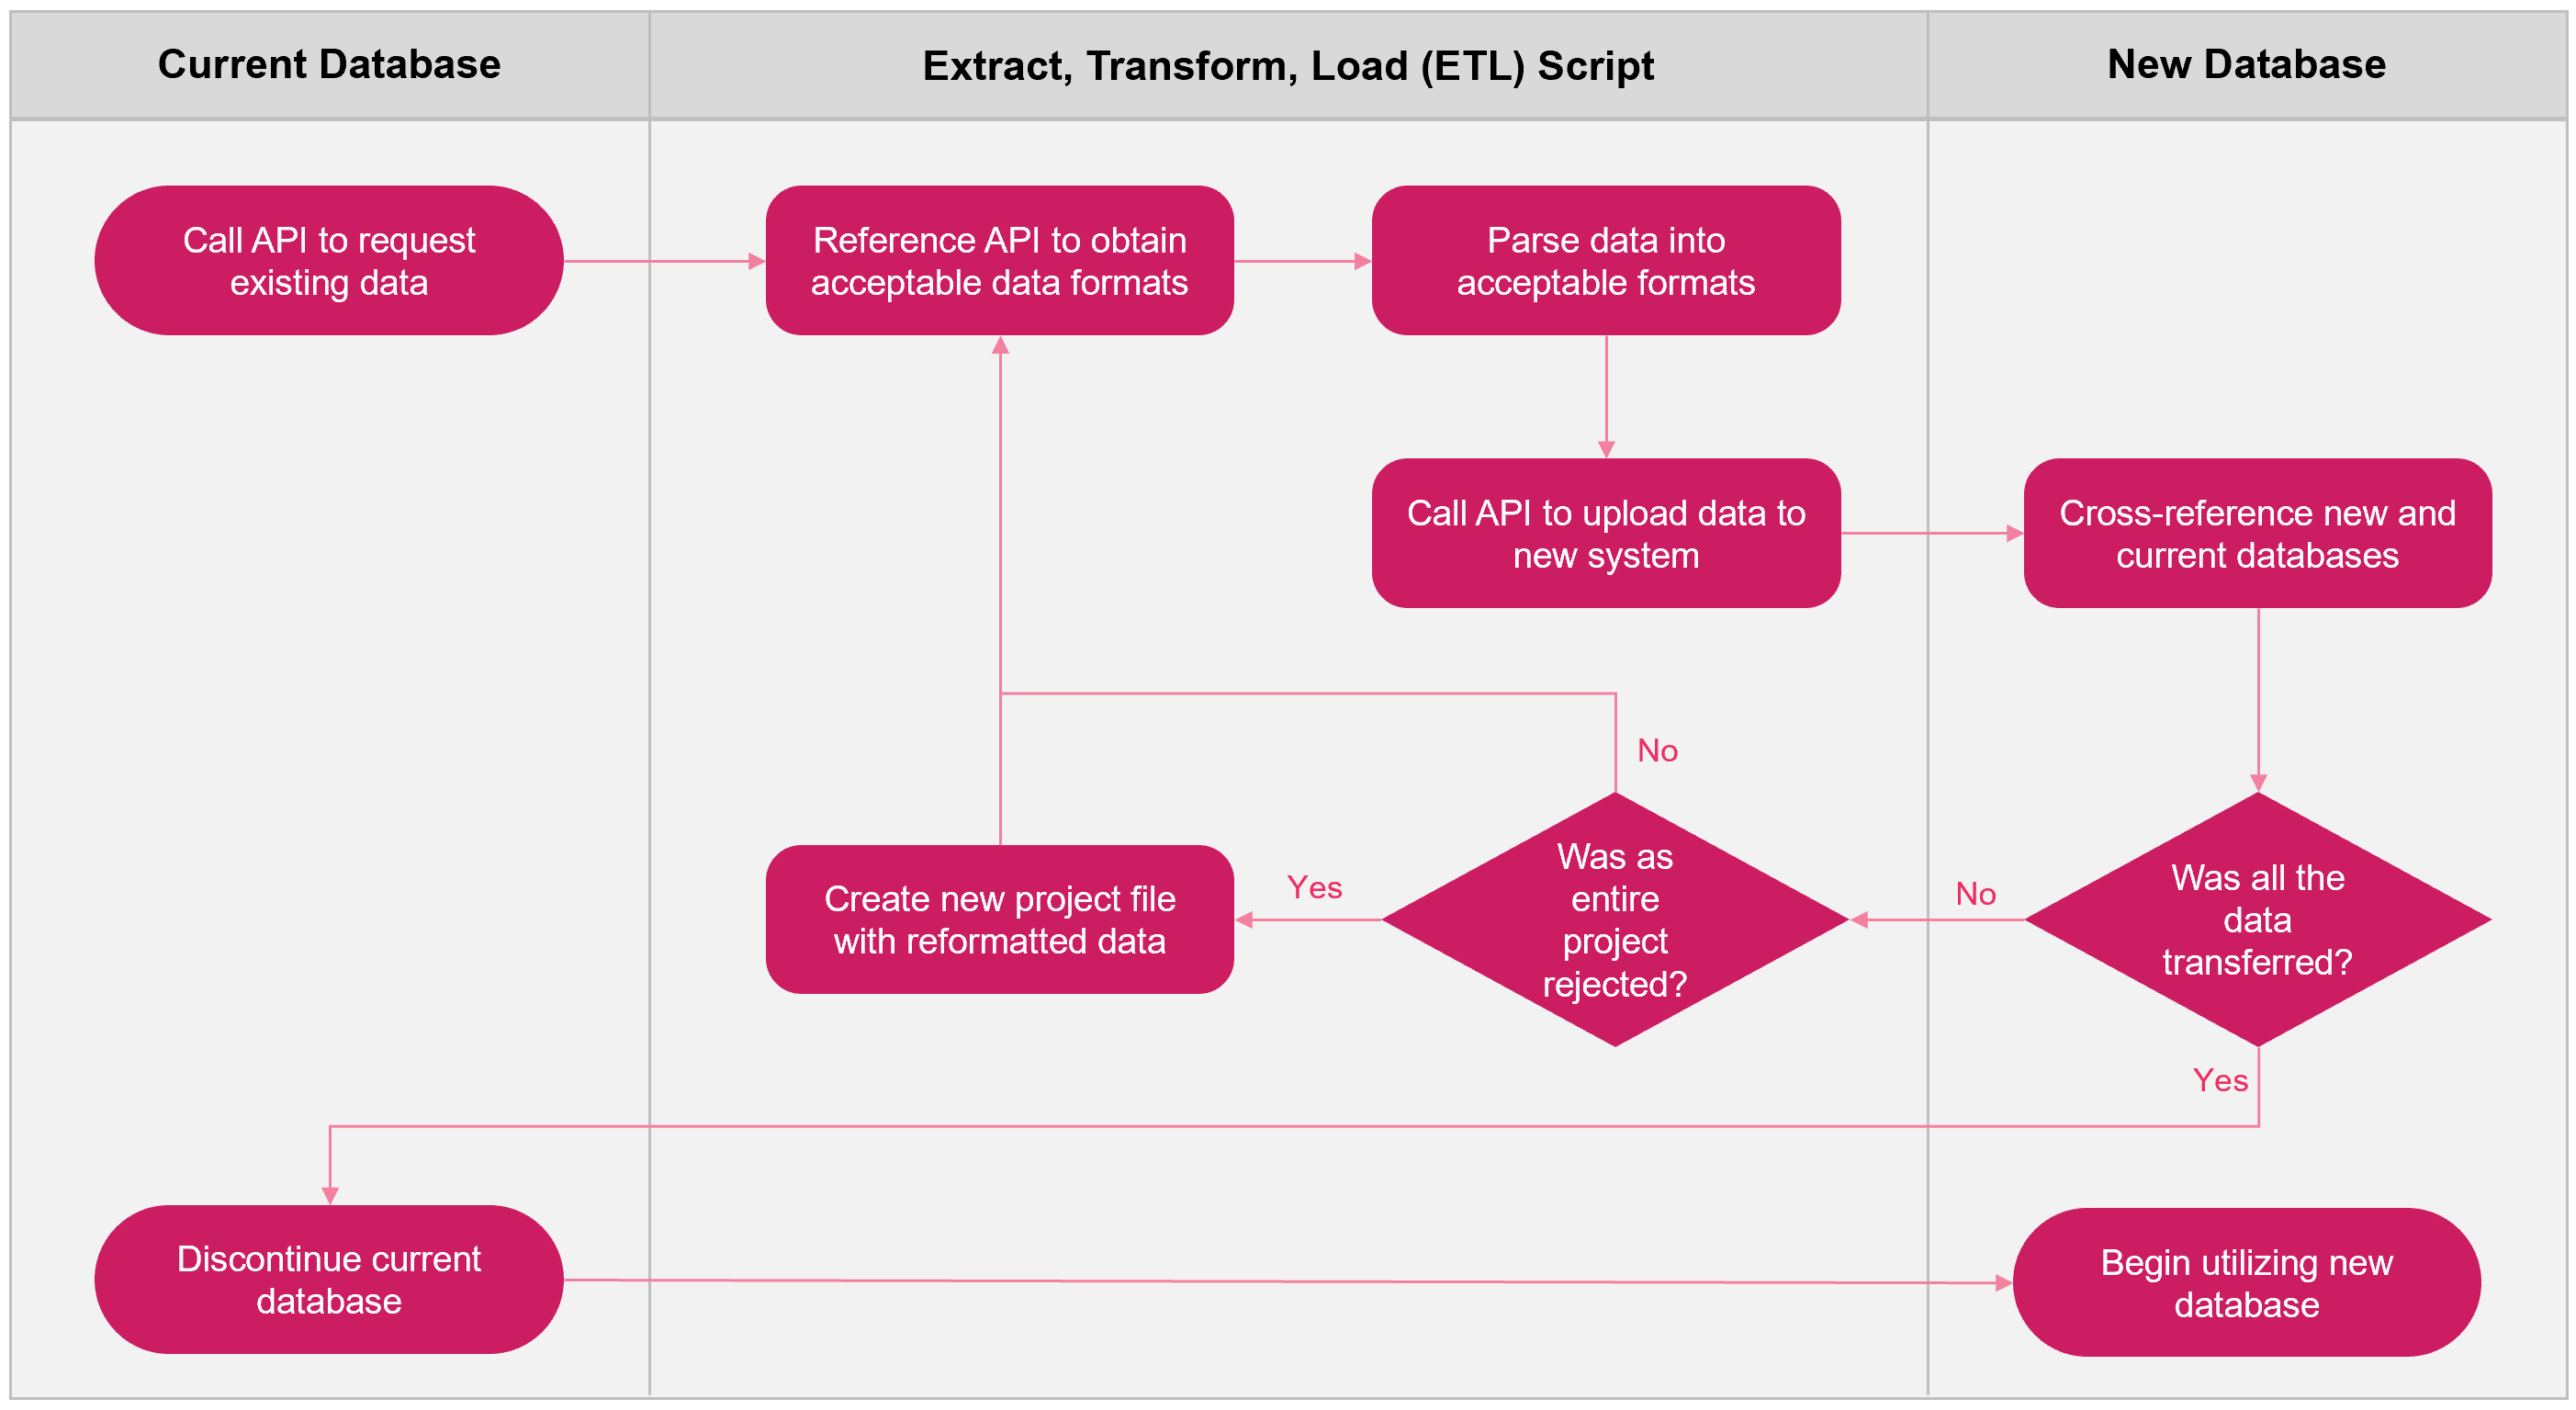 Current Database
Extract, Transform, Load (ETL) Script
New Database
Call API to request
existing data
Reference API to obtain
acceptable data formats
Parse data into
acceptable formats
Call API to upload data to
new system
Cross-reference new and
current databases
No
Create new project file
with reformatted data
Yes
Was as
entire
project
rejected?
No
Was all the
data
transferred?
Yes
Discontinue current
database
Begin utilizing new
database